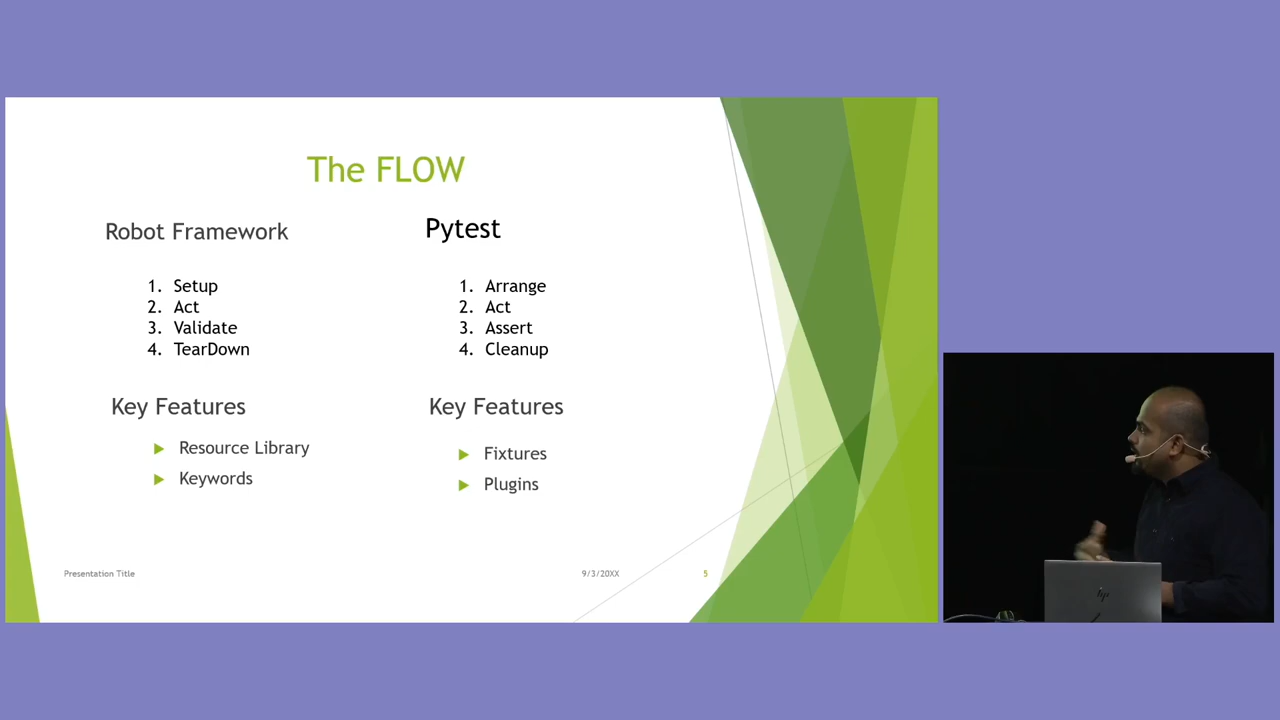 The FLOW
Robot Framework
1. Setup
2. Act
3. Validate
4. TearDown
Key Features
Resource Library
Keywords
Pytest
1. Arrange
2. Act
3. Assert
4. Cleanup
Key Features
Fixtures
Plugins
Presentation Title
9/3/20XX
5
hp